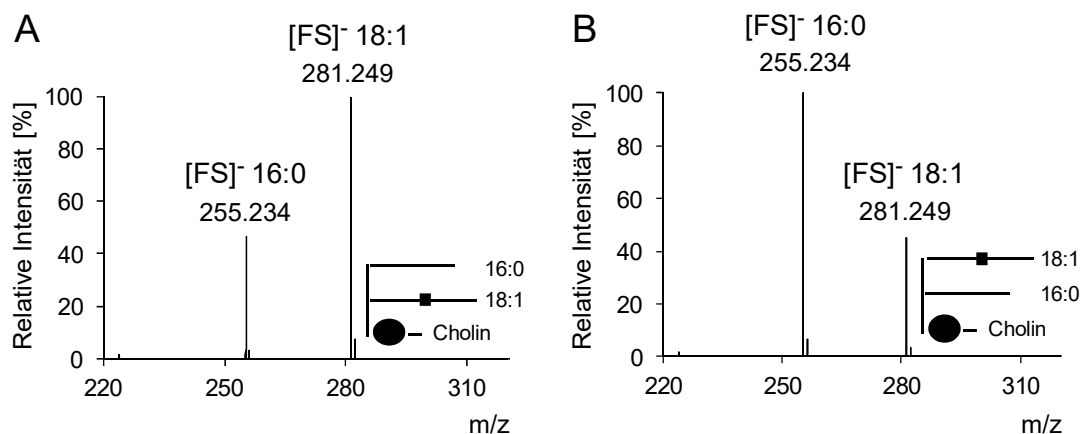 A
[FS]- 18:1
281.249
[FS]- 16:0
255.234
Relative Intensität [%]
100
80
60
40
20
0
220
250
280
310
m/z
16:0
18:1
Cholin
B
[FS]- 16:0
255.234
[FS]- 18:1
281.249
Relative Intensität [%]
100
80
60
40
20
0
220
250
280
310
m/z
18:1
16:0
Cholin